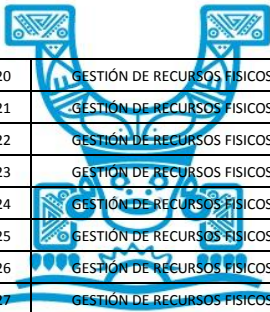 20 GESTIÓN DE RECURSOS FISICOS
21 GESTIÓN DE RECURSOS FISICOS
22 GESTIÓN DE RECURSOS FISICOS
23 GESTIÓN DE RECURSOS FISICOS
24 GESTIÓN DE RECURSOS FISICOS
25 GESTIÓN DE RECURSOS FISICOS
26 GESTIÓN DE RECURSOS FISICOS
27 GESTIÓN DE RECURSOS FISICOS